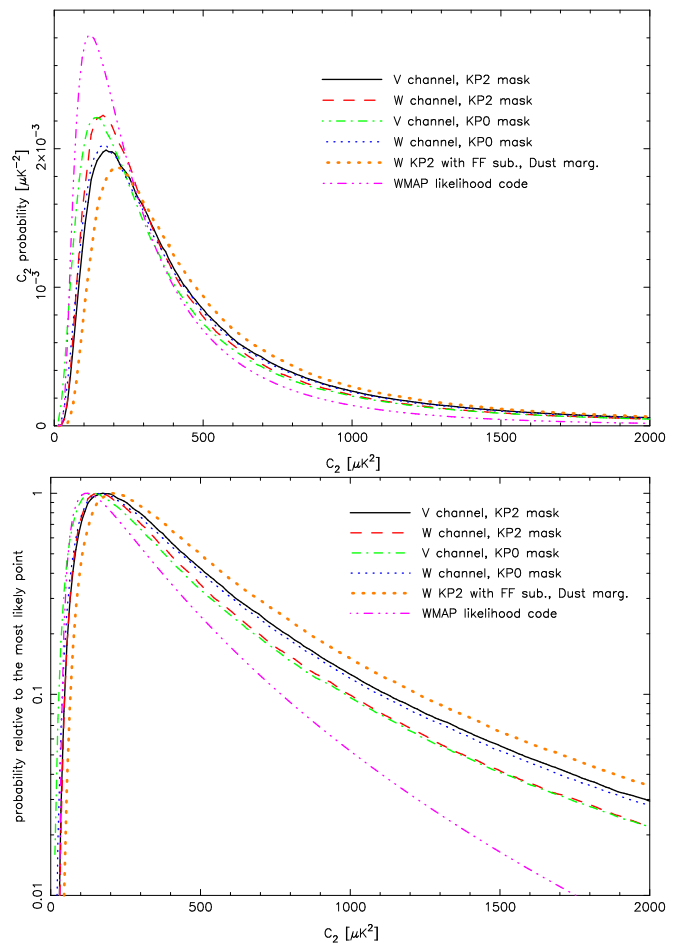 C₂ probability [μK⁻²]
2×10⁻³
10⁻³
0
V channel, KP2 mask
W channel, KP2 mask
V channel, KP0 mask
W channel, KP0 mask
W KP2 with FF sub., Dust marg.
WMAP likelihood code
0 500 1000 1500 2000
C₂ [μK²]
probability relative to the most likely point
1
0.1
0.01
V channel, KP2 mask
W channel, KP2 mask
V channel, KP0 mask
W channel, KP0 mask
W KP2 with FF sub., Dust marg.
WMAP likelihood code
0 500 1000 1500 2000
C₂ [μK²]